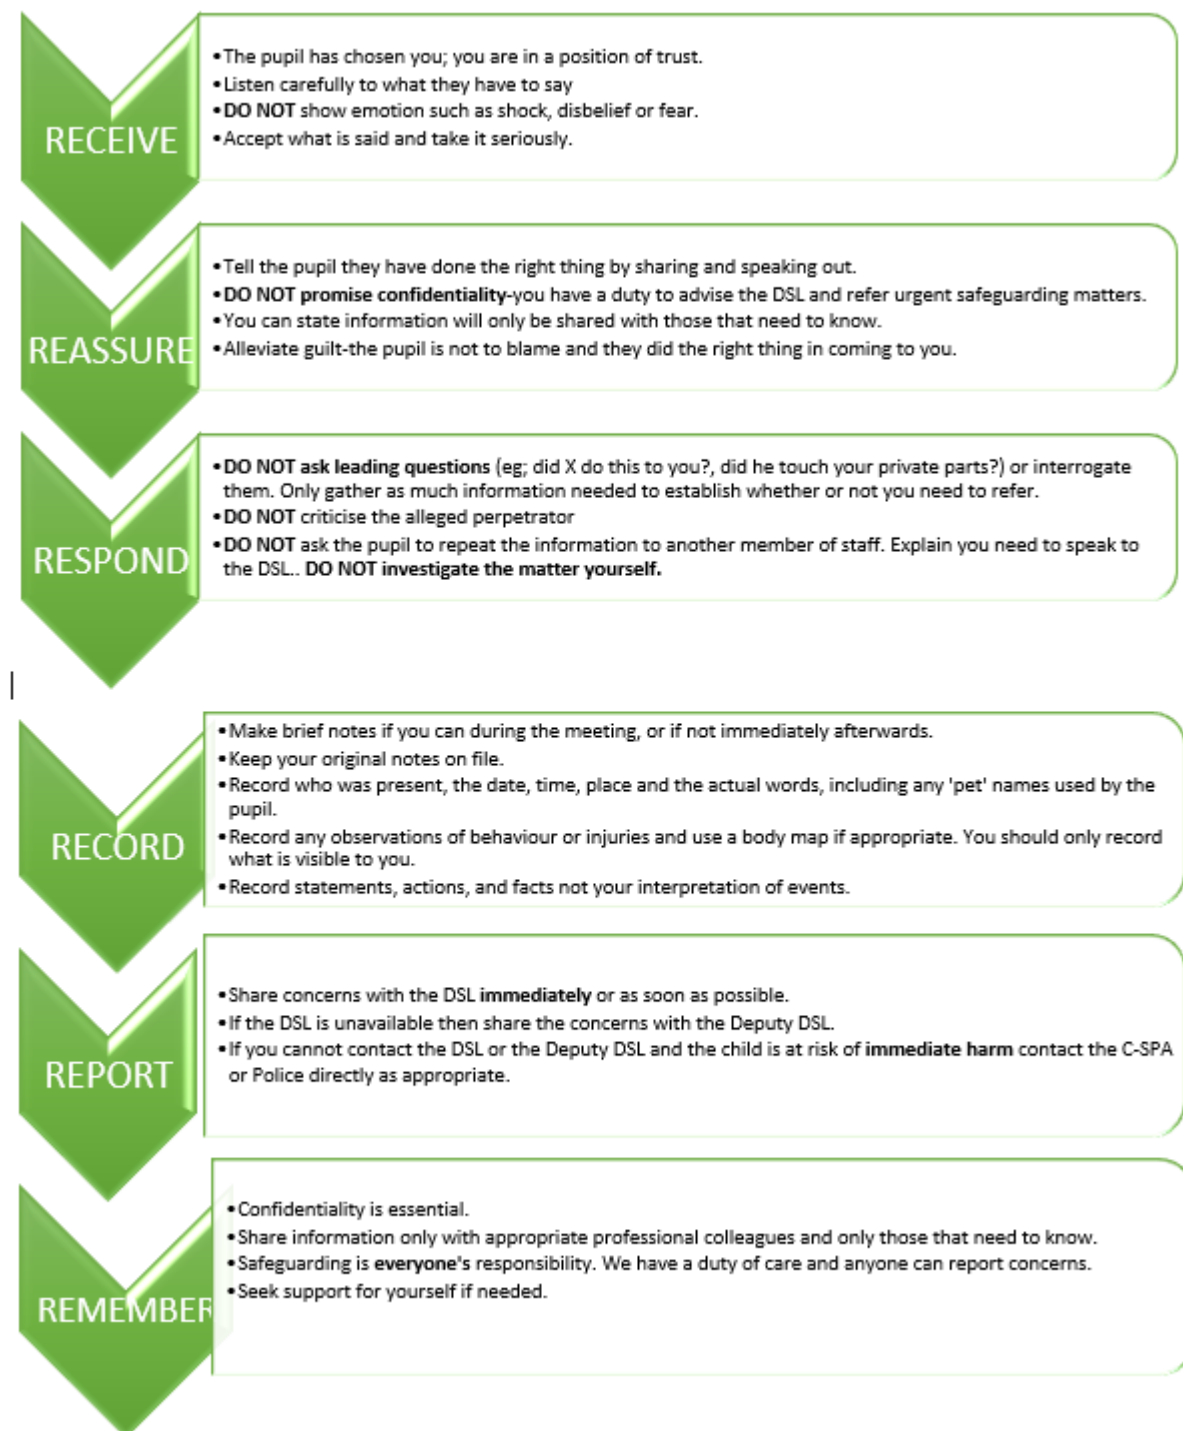 RECEIVE
•The pupil has chosen you; you are in a position of trust.
•Listen carefully to what they have to say
•DO NOT show emotion such as shock, disbelief or fear.
•Accept what is said and take it seriously.
REASSURE
•Tell the pupil they have done the right thing by sharing and speaking out.
•DO NOT promise confidentiality-you have a duty to advise the DSL and refer urgent safeguarding matters.
•You can state information will only be shared with those that need to know.
•Alleviate guilt-the pupil is not to blame and they did the right thing in coming to you.
RESPOND
•DO NOT ask leading questions (eg; did X do this to you?, did he touch your private parts?) or interrogate
them. Only gather as much information needed to establish whether or not you need to refer.
•DO NOT criticise the alleged perpetrator
•DO NOT ask the pupil to repeat the information to another member of staff. Explain you need to speak to
the DSL.. DO NOT investigate the matter yourself.
RECORD
•Make brief notes if you can during the meeting, or if not immediately afterwards.
•Keep your original notes on file.
•Record who was present, the date, time, place and the actual words, including any 'pet' names used by the
pupil.
•Record any observations of behaviour or injuries and use a body map if appropriate. You should only record
what is visible to you.
•Record statements, actions, and facts not your interpretation of events.
REPORT
•Share concerns with the DSL immediately or as soon as possible.
•If the DSL is unavailable then share the concerns with the Deputy DSL.
•If you cannot contact the DSL or the Deputy DSL and the child is at risk of immediate harm contact the C-SPA
or Police directly as appropriate.
REMEMBER
•Confidentiality is essential.
•Share information only with appropriate professional colleagues and only those that need to know.
•Safeguarding is everyone's responsibility. We have a duty of care and anyone can report concerns.
•Seek support for yourself if needed.